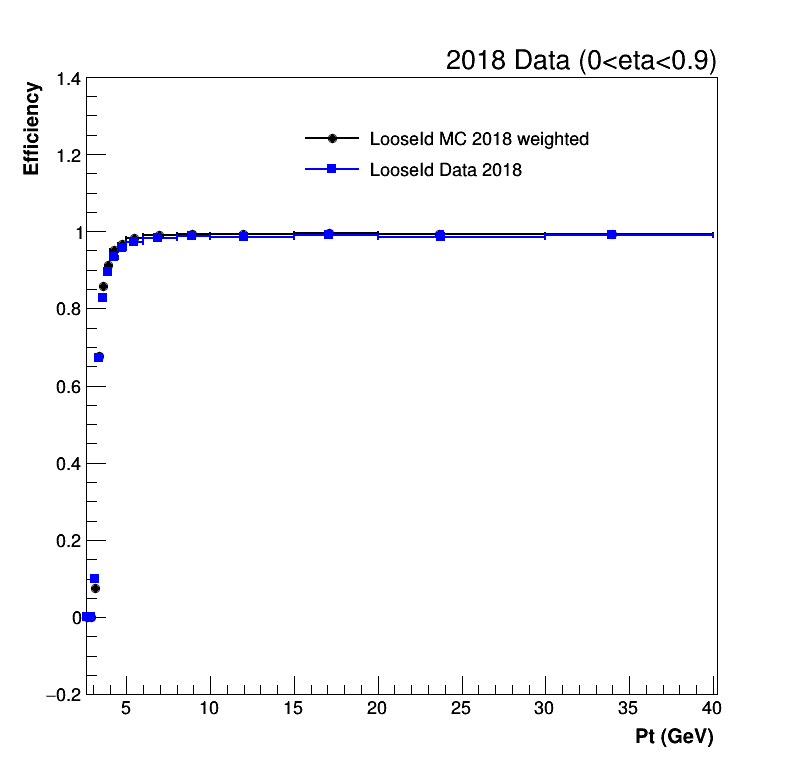 2018 Data (0<eta<0.9)
Efficiency
1.4
1.2
1
0.8
0.6
0.4
0.2
0
−0.2
LooseId MC 2018 weighted
LooseId Data 2018
5 10 15 20 25 30 35 40
Pt (GeV)